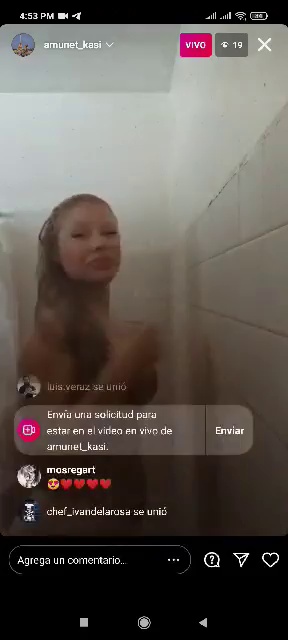 4:53 PM
84
amunet_kasi
VIVO
19
luis.veraz se unió
Envía una solicitud para
estar en el video en vivo de
amunet_kasi.
Enviar
mosregart
😍❤️❤️❤️❤️
chef_ivandelarosa se unió
Agrega un comentario...